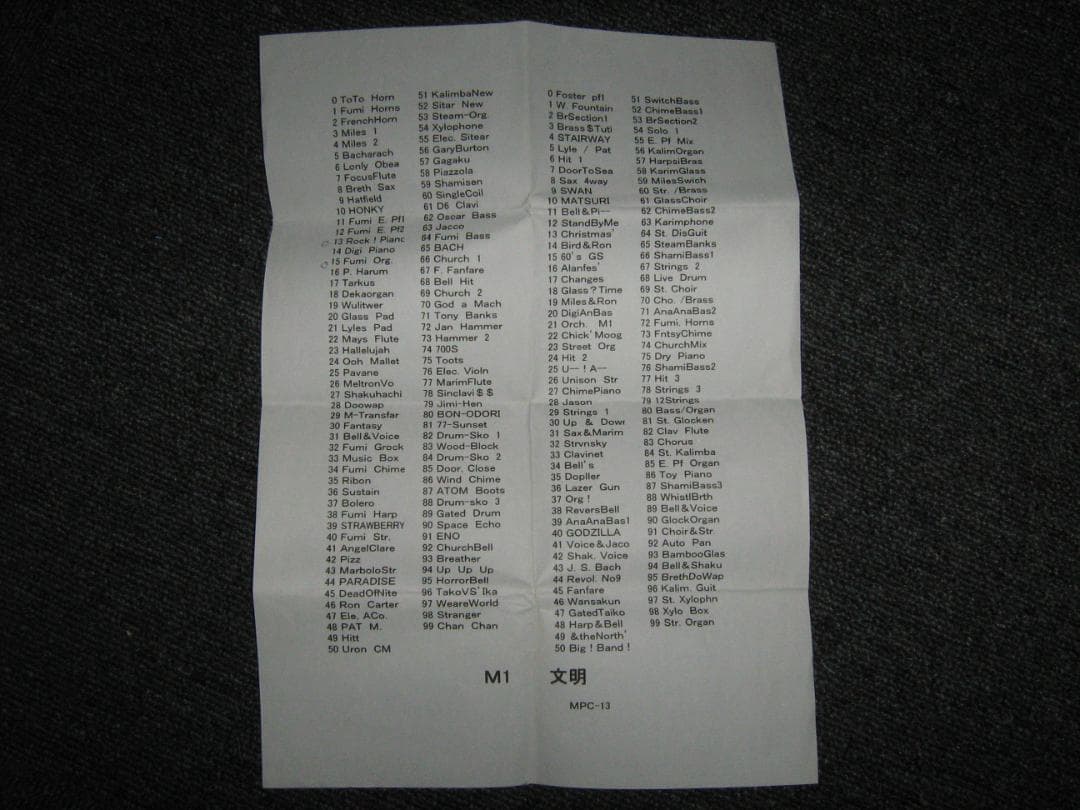 0 ToTo Horn
1 Fumi Horns
2 FrenchHorn
3 Miles 1
4 Miles 2
5 Bacharach
6 Lonly Obea
7 FocusFlute
8 Breth Sax
9 Hatfield
10 HONKY
11 Fumi E. Pf1
12 Fumi E. Pf2
13 Rock ! Piano
14 Digi Piano
15 Fumi Org.
16 P. Harum
17 Tarkus
18 Dekaorgan
19 Wulitwer
20 Glass Pad
21 Lyles Pad
22 Mays Flute
23 Hallelujah
24 Ooh Mallet
25 Pavane
26 MeltronVo
27 Shakuhachi
28 Doowap
29 M-Transfar
30 Fantasy
31 Bell&Voice
32 Fumi Grock
33 Music Box
34 Fumi Chime
35 Ribon
36 Sustain
37 Bolero
38 Fumi Harp
39 STRAWBERRY
40 Fumi Str.
41 AngelClare
42 Pizz
43 MarboloStr
44 PARADISE
45 DeadOfNite
46 Ron Carter
47 Ele. ACo.
48 PAT M.
49 Hitt
50 Uron CM
51 KalimbaNew
52 Sitar New
53 Steam-Org.
54 Xylophone
55 Elec. Sitear
56 GaryBurton
57 Gagaku
58 Piazzola
59 Shamisen
60 SingleCoil
61 D6 Clavi
62 Oscar Bass
63 Jacco
64 Fumi Bass
65 BACH
66 Church 1
67 F. Fanfare
68 Bell Hit
69 Church 2
70 God a Mach
71 Tony Banks
72 Jan Hammer
73 Hammer 2
74 700S
75 Toots
76 Elec. Violn
77 MarimFlute
78 Sinclavi$$
79 Jimi-Hen
80 BON-ODORI
81 77-Sunset
82 Drum-Sko 1
83 Wood-Block
84 Drum-Sko 2
85 Door. Close
86 Wind Chime
87 ATOM Boots
88 Drum-sko 3
89 Gated Drum
90 Space Echo
91 ENO
92 ChurchBell
93 Breather
94 Up Up Up
95 HorrorBell
96 TakoVS'Ika
97 WeareWorld
98 Stranger
99 Chan Chan
0 Foster pf1
1 W. Fountain
2 BrSection1
3 Brass$Tuti
4 STAIRWAY
5 Lyle / Pat
6 Hit 1
7 DoorToSea
8 Sax 4way
9 SWAN
10 MATSURI
11 Bell&Pi—
12 StandByMe
13 Christmas'
14 Bird&Ron
15 60's GS
16 Alanfes'
17 Changes
18 Glass?Time
19 Miles&Ron
20 DigiAnBas
21 Orch. M1
22 Chick'Moog
23 Street Org
24 Hit 2
25 U—!A—
26 Unison Str
27 ChimePiano
28 Jason
29 Strings 1
30 Up & Down
31 Sax&Marim
32 Strvnsky
33 Clavinet
34 Bell's
35 Dopller
36 Lazer Gun
37 Org !
38 ReversBell
39 AnaAnaBas1
40 GODZILLA
41 Voice&Jaco
42 Shak. Voice
43 J. S. Bach
44 Revol. No9
45 Fanfare
46 Wansakun
47 GatedTaiko
48 Harp&Bell
49 &theNorth'
50 Big ! Band !
51 SwitchBass
52 ChimeBass1
53 BrSection2
54 Solo 1
55 E. Pf Mix
56 KalimOrgan
57 HarpsiBras
58 KarimGlass
59 MilesSwich
60 Str. /Brass
61 GlassChoir
62 ChimeBass2
63 Karimphone
64 St. DisGuit
65 SteamBanks
66 ShamiBass1
67 Strings 2
68 Live Drum
69 St. Choir
70 Cho. /Brass
71 AnaAnaBas2
72 Fumi. Horns
73 FntsyChime
74 ChurchMix
75 Dry Piano
76 ShamiBass2
77 Hit 3
78 Strings 3
79 12Strings
80 Bass/Organ
81 St. Glocken
82 Clav Flute
83 Chorus
84 St. Kalimba
85 E. Pf Organ
86 Toy Piano
87 ShamiBass3
88 WhistlBrth
89 Bell&Voice
90 GlockOrgan
91 Choir&Str
92 Auto Pan
93 BambooGlas
94 Bell&Shaku
95 BrethDoWap
96 Kalim. Guit
97 St. Xylophn
98 Xylo Box
99 Str. Organ
M1 文明
MPC-13